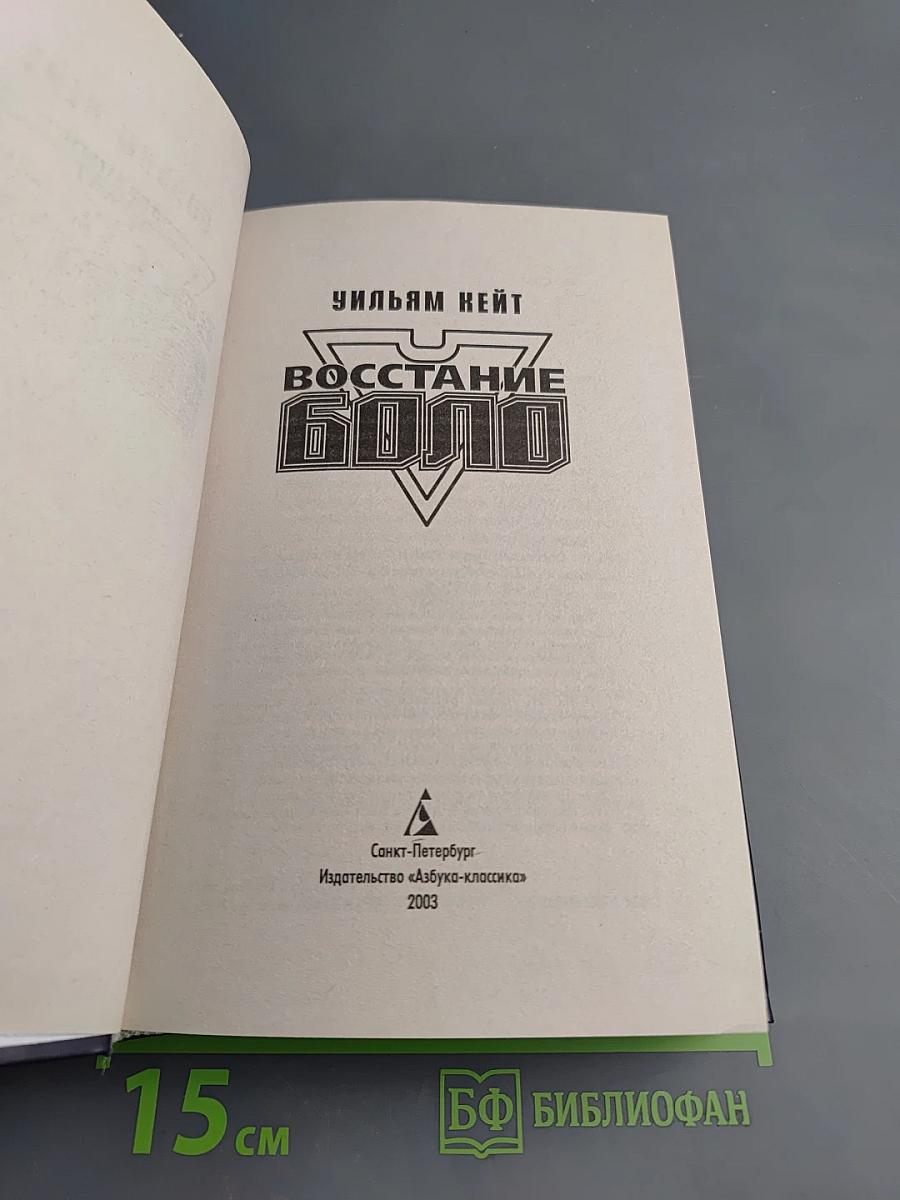 УИЛЬЯМ КЕЙТ
ВОССТАНИЕ
БОЛО
Санкт-Петербург
Издательство «Азбука-классика»
2003
15 см
БФ БИБЛИОФАН